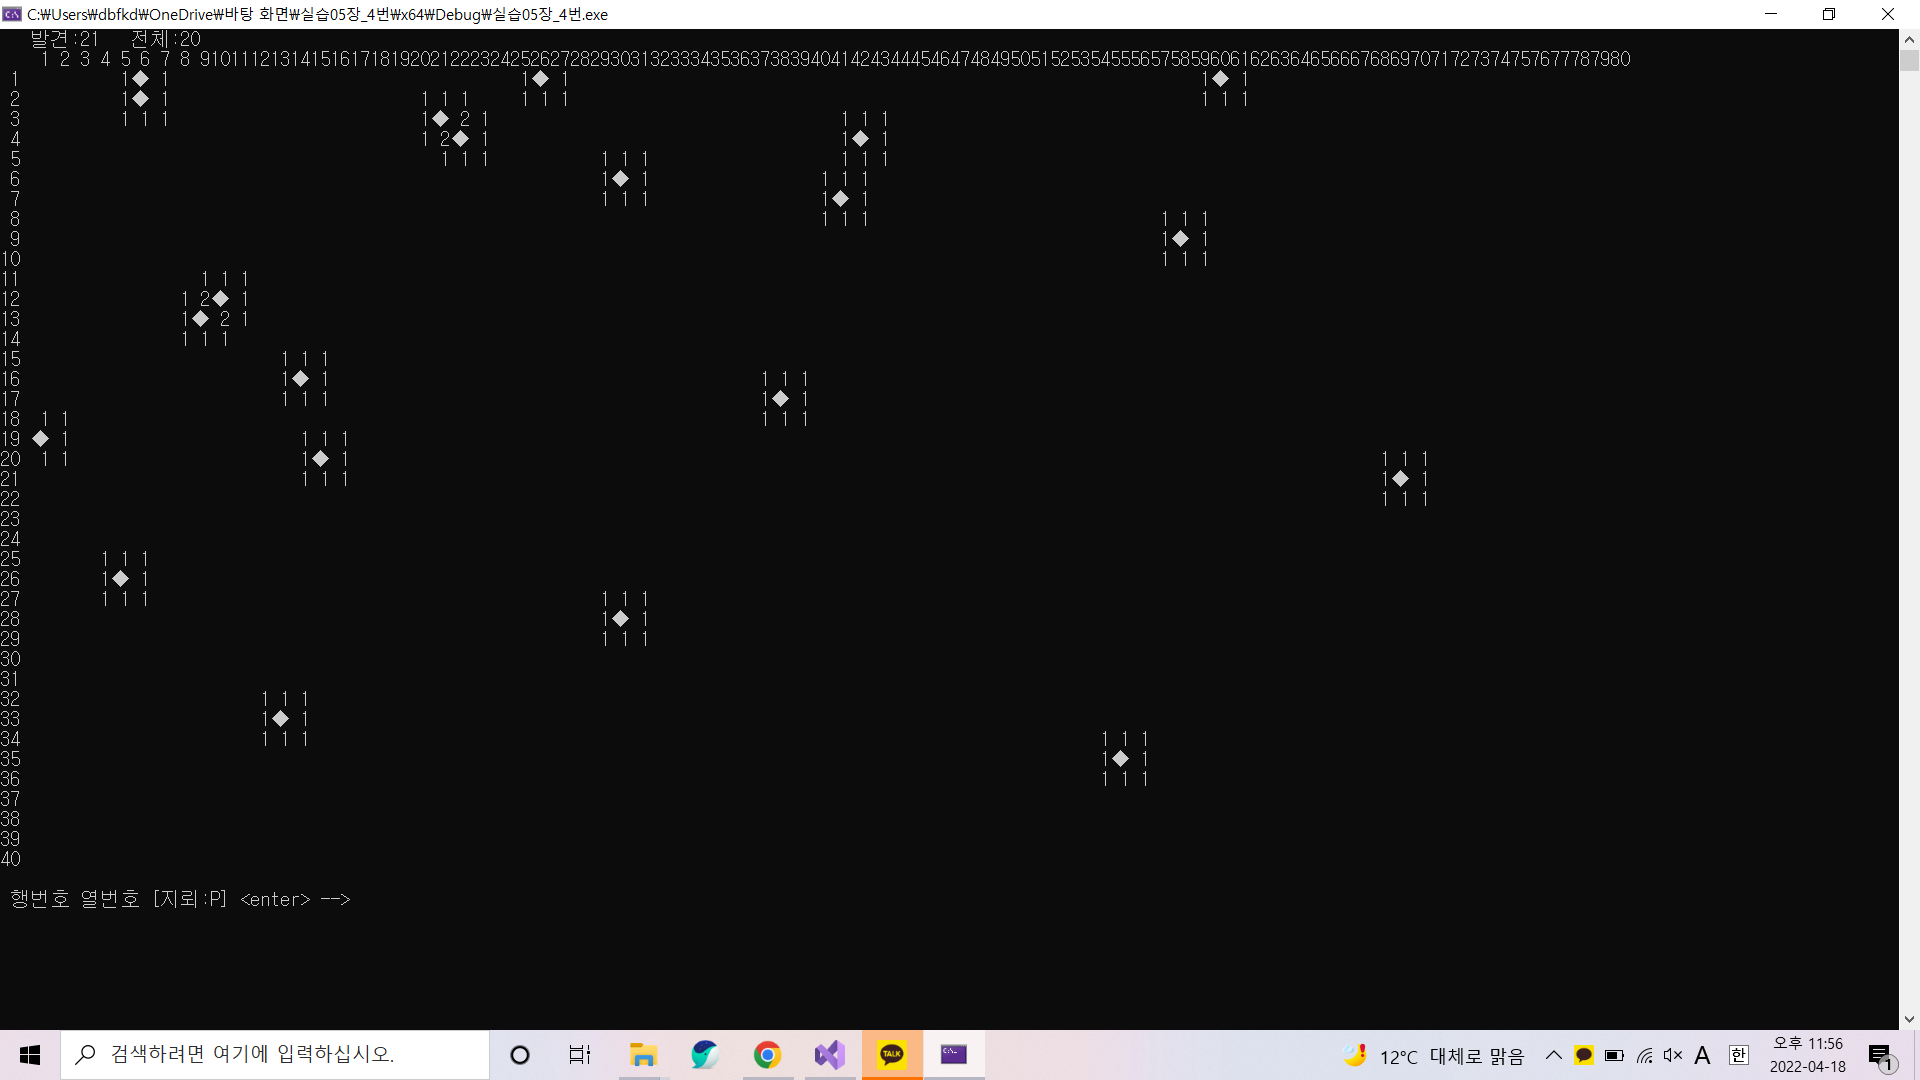 C:\Users\dbfkd\OneDrive\바탕 화면\실습05장_4번\x64\Debug\실습05장_4번.exe
발견:21 전체:20
1 2 3 4 5 6 7 8 91011121314151617181920212223242526272829303132333435363738394041424344454647484950515253545556575859606162636465666768697071727374757677787980
1 1◆ 1 1◆ 1 1◆ 1
2 1◆ 1 1 1 1 1 1 1 1 1 1
3 1 1 1 1◆ 2 1 1 1 1
4 1 2◆ 1 1◆ 1
5 1 1 1 1 1 1 1 1 1
6 1◆ 1 1 1 1
7 1 1 1 1◆ 1
8 1 1 1 1 1 1
9 1◆ 1
10 1 1 1
11 1 1 1
12 1 2◆ 1
13 1◆ 2 1
14 1 1 1
15 1 1 1
16 1◆ 1 1 1 1
17 1 1 1 1◆ 1
18 1 1 1 1 1
19 ◆ 1 1 1 1
20 1 1 1◆ 1 1 1 1
21 1 1 1 1◆ 1
22 1 1 1
23
24
25 1 1 1
26 1◆ 1
27 1 1 1 1 1 1
28 1◆ 1
29 1 1 1
30
31
32 1 1 1
33 1◆ 1
34 1 1 1 1 1 1
35 1◆ 1
36 1 1 1
37
38
39
40
행번호 열번호 [지뢰:P] <enter> -->
검색하려면 여기에 입력하십시오.
TALK
12°C 대체로 맑음
A
한
오후 11:56
2022-04-18
1